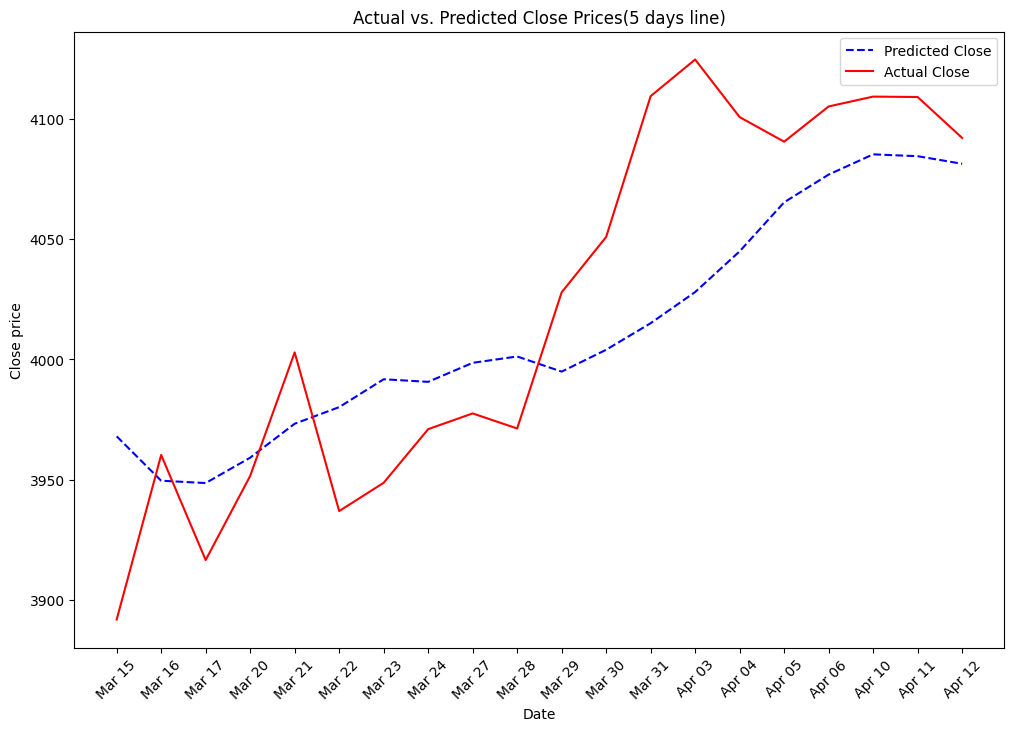 Actual vs. Predicted Close Prices(5 days line)
Predicted Close
Actual Close
Close price
4100
4050
4000
3950
3900
Mar 15
Mar 16
Mar 17
Mar 20
Mar 21
Mar 22
Mar 23
Mar 24
Mar 27
Mar 28
Mar 29
Mar 30
Mar 31
Apr 03
Apr 04
Apr 05
Apr 06
Apr 10
Apr 11
Apr 12
Date